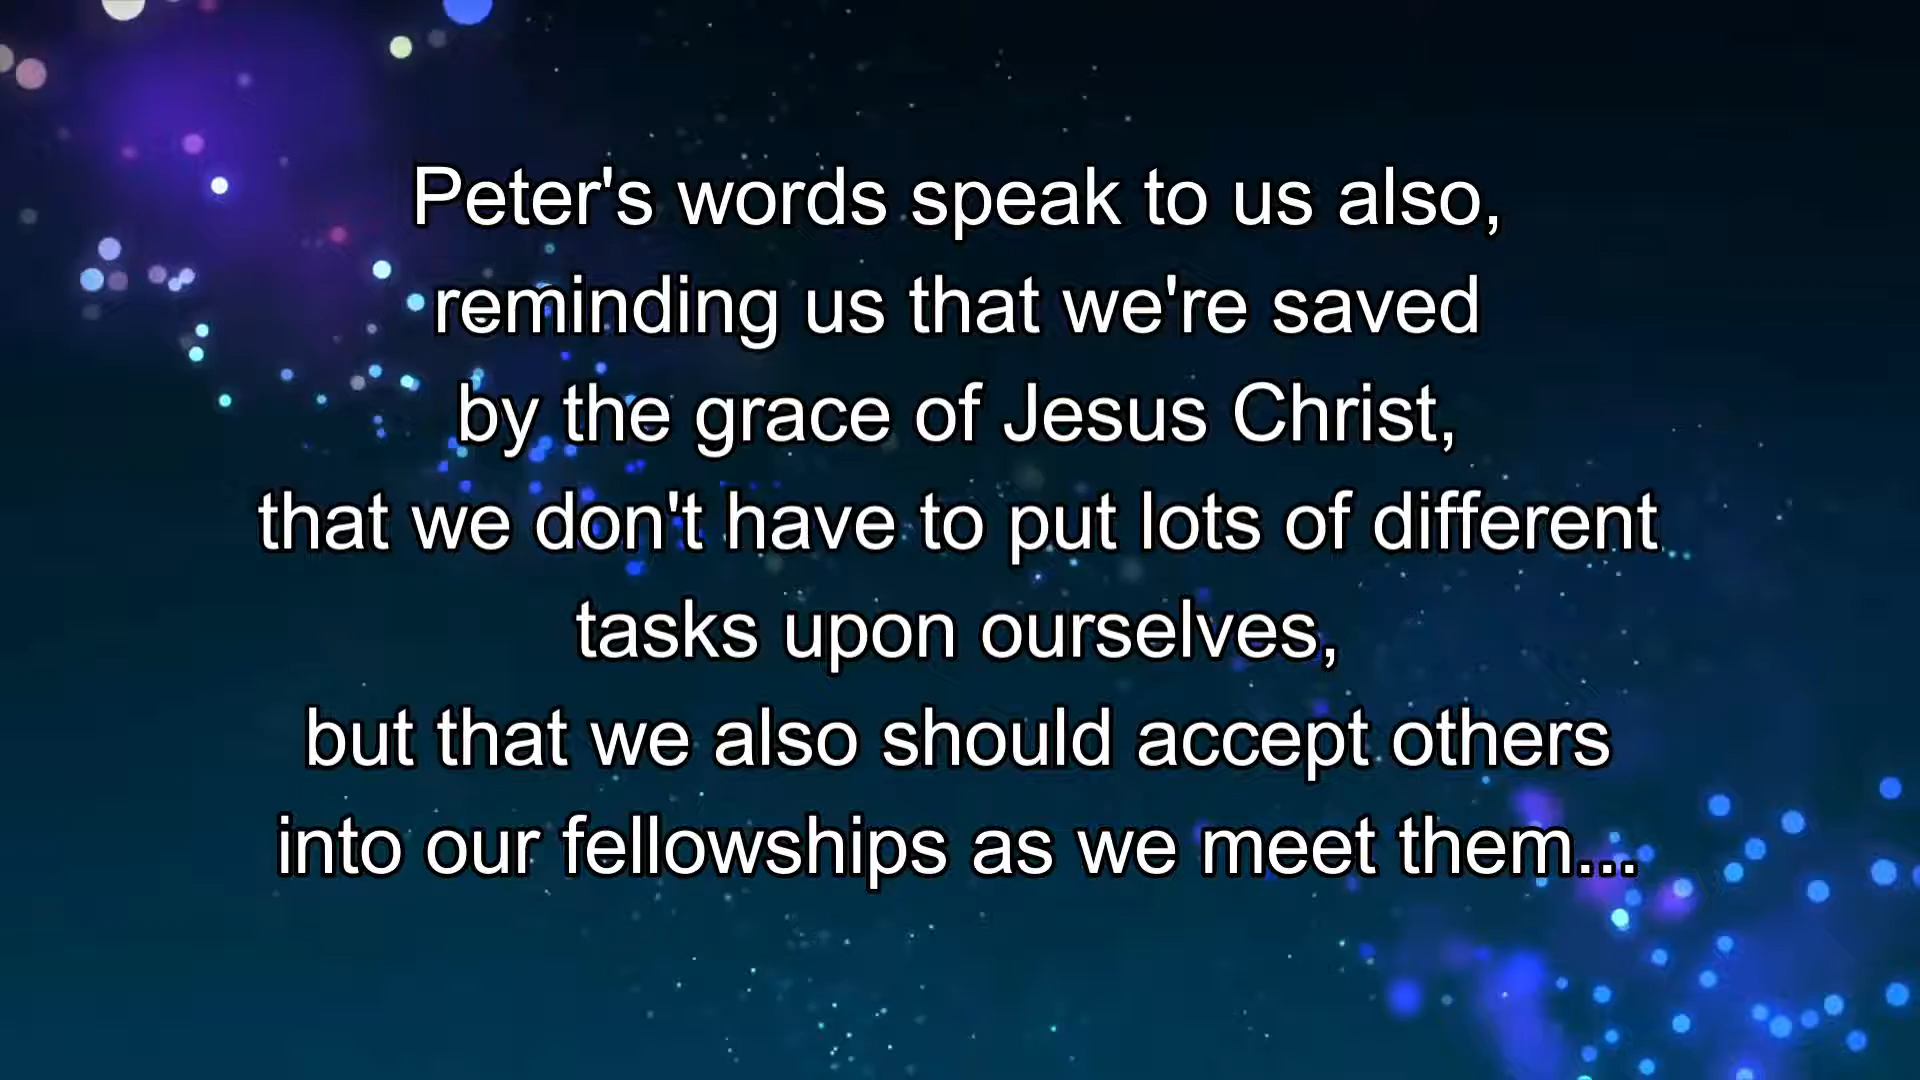 Peter's words speak to us also,
reminding us that we're saved
by the grace of Jesus Christ,
that we don't have to put lots of different
tasks upon ourselves,
but that we also should accept others
into our fellowships as we meet them...